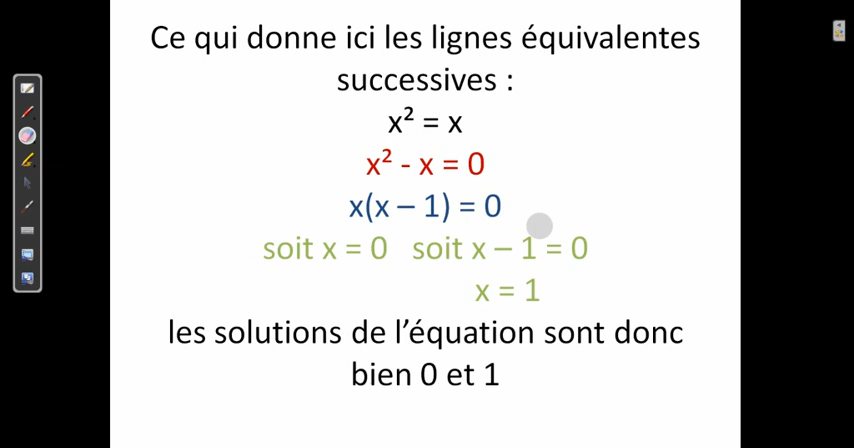 Ce qui donne ici les lignes équivalentes
successives :
x² = x
x² - x = 0
x(x – 1) = 0
soit x = 0 soit x – 1 = 0
x = 1
les solutions de l’équation sont donc
bien 0 et 1